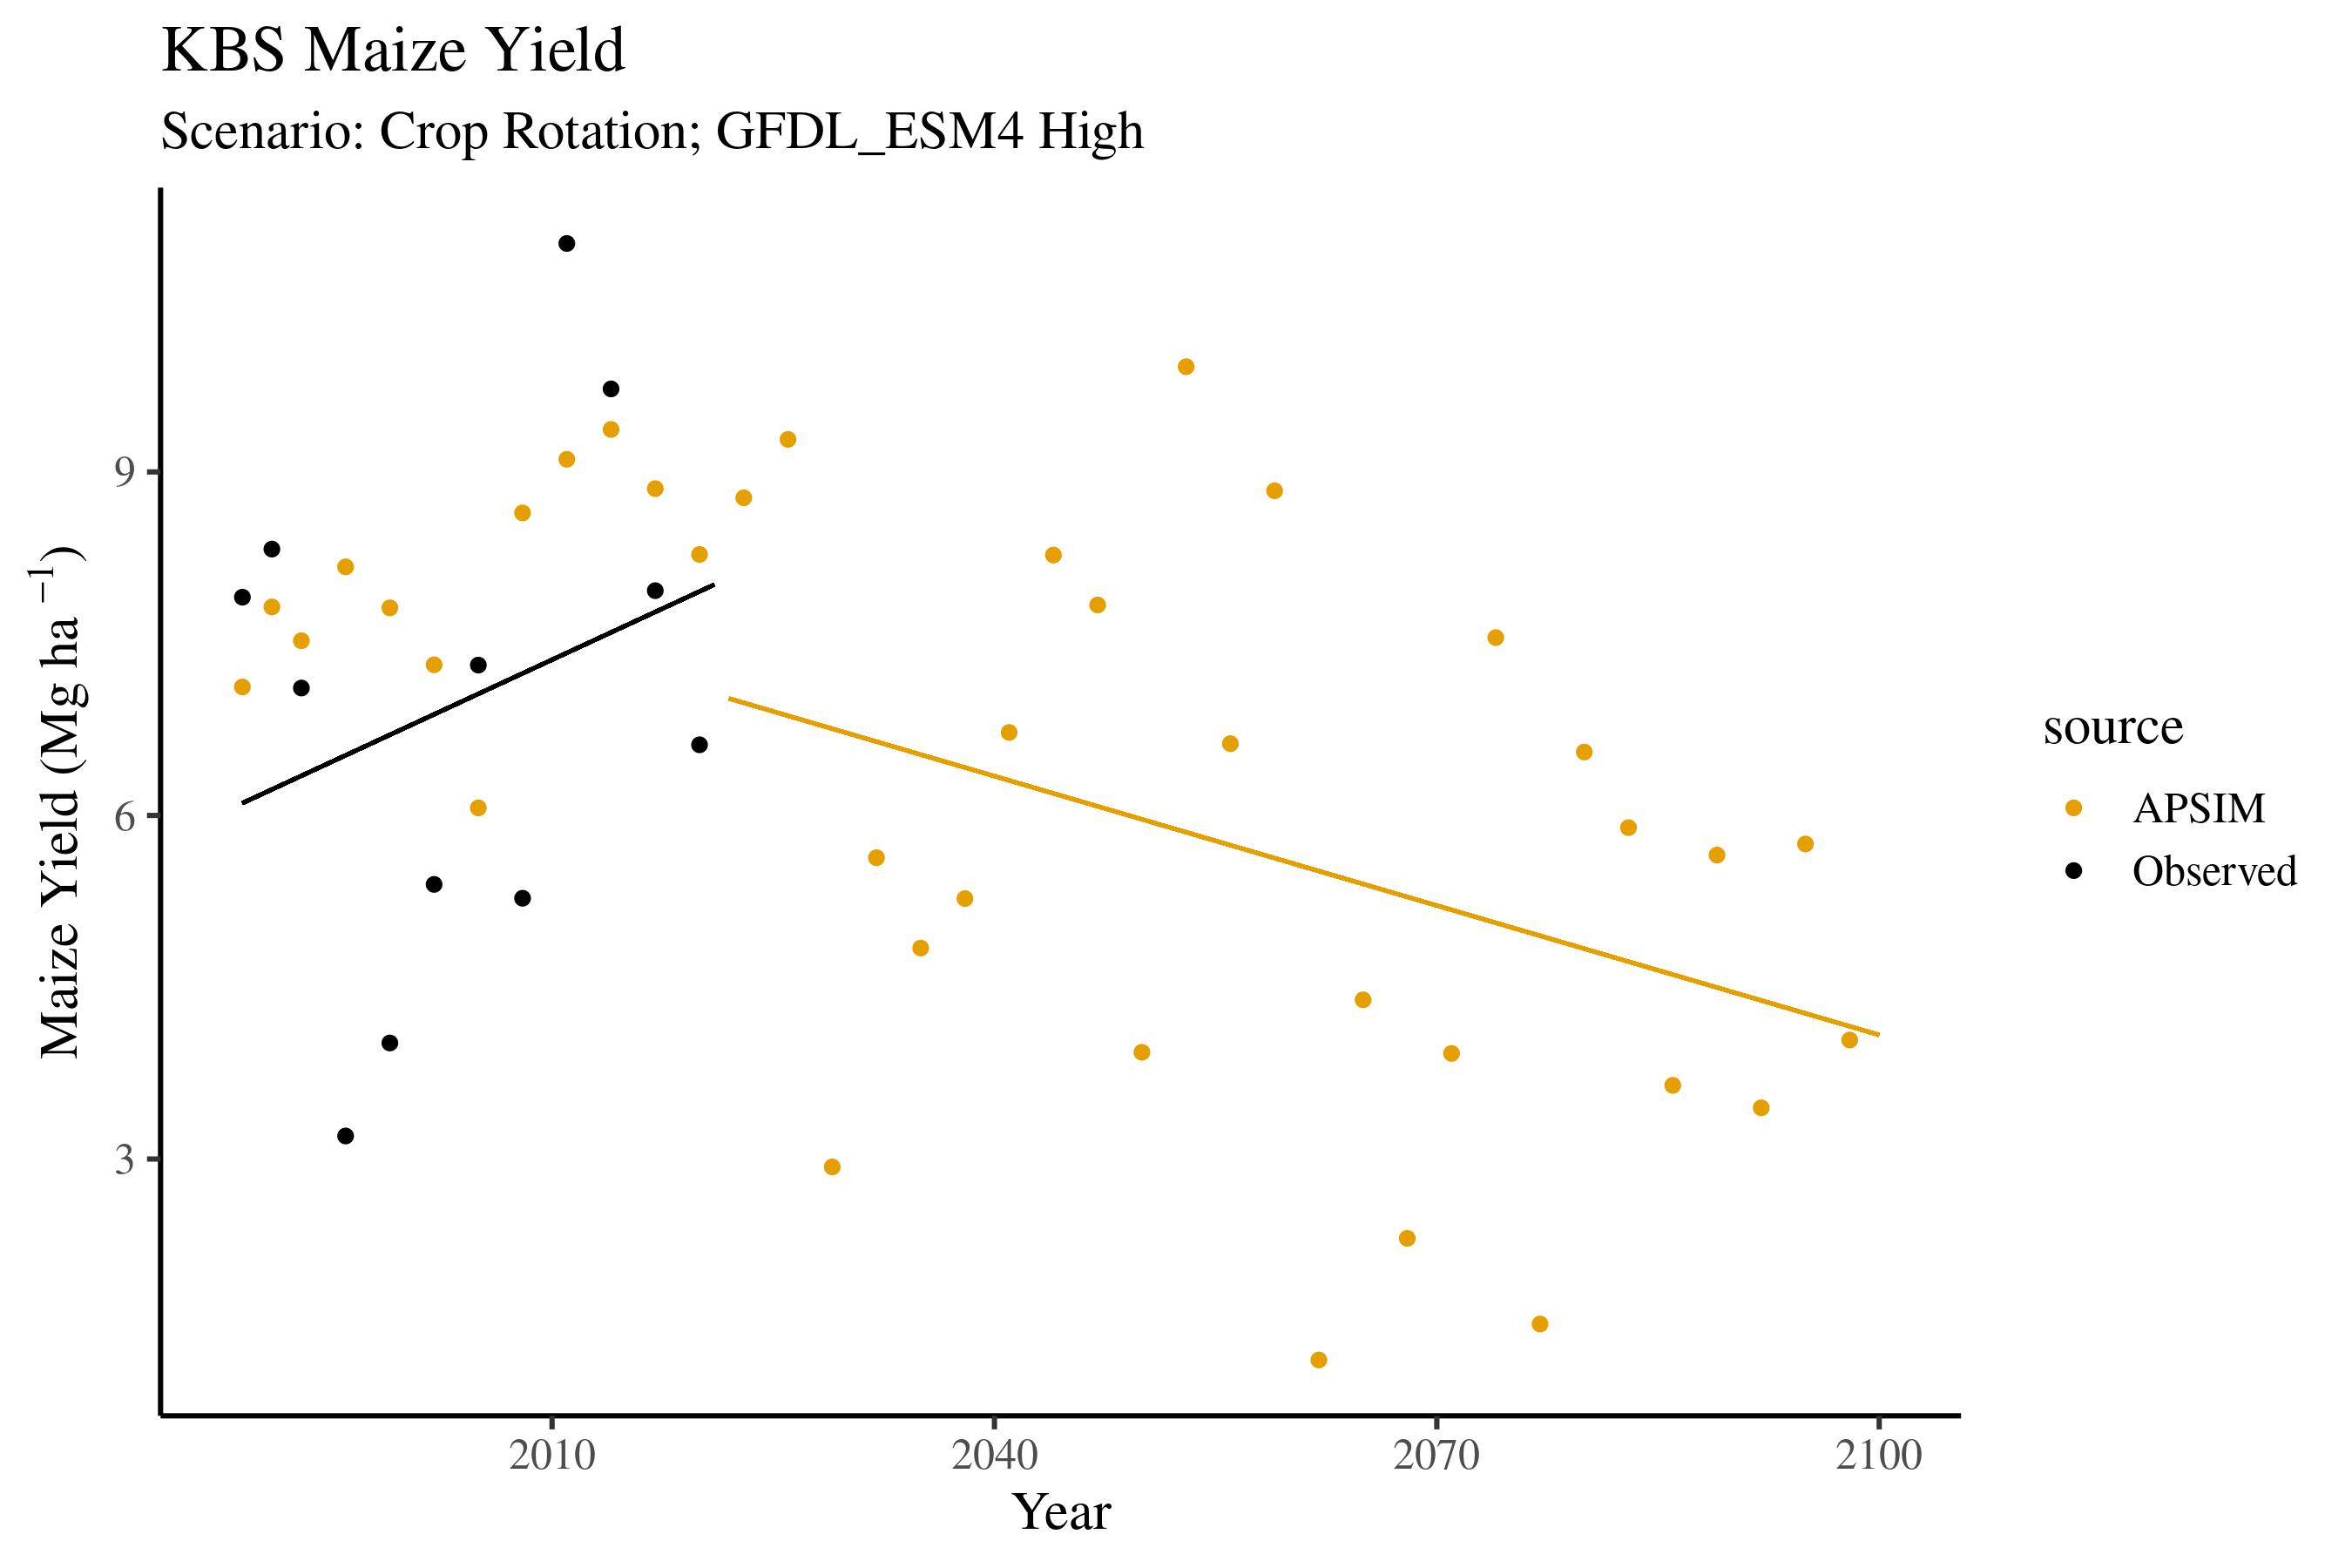 KBS Maize Yield
Scenario: Crop Rotation; GFDL_ESM4 High
Maize Yield (Mg ha −1)
9
6
3
2010
2040
2070
2100
Year
source
APSIM
Observed